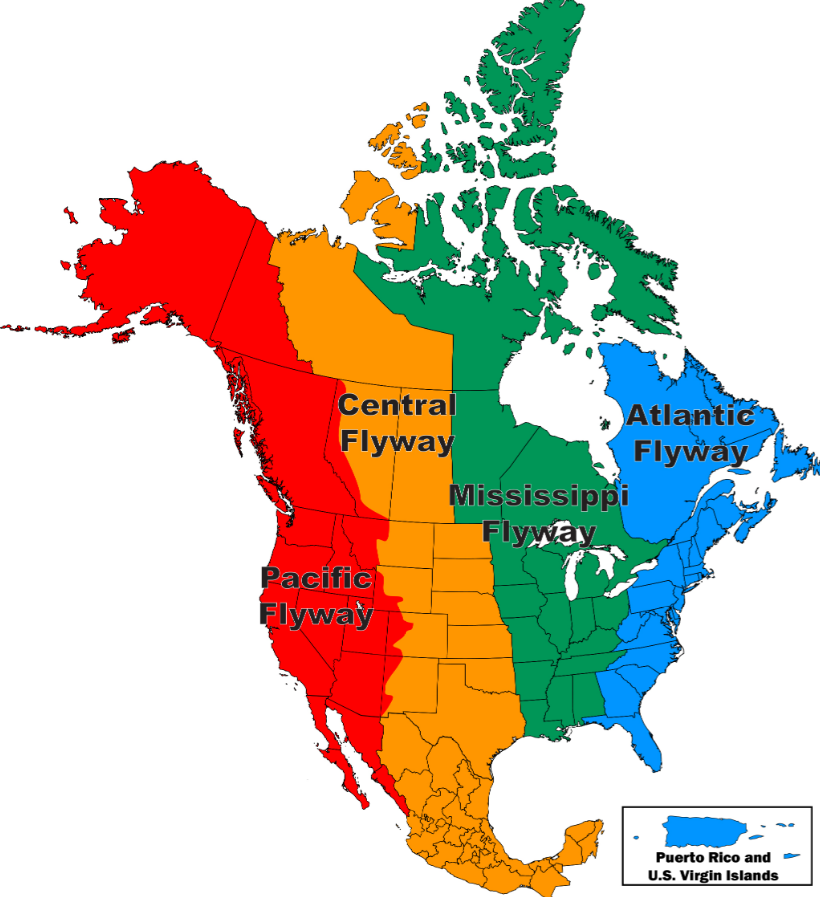 Central
Flyway
Atlantic
Flyway
Mississippi
Flyway
Pacific
Flyway
Puerto Rico and
U.S. Virgin Islands